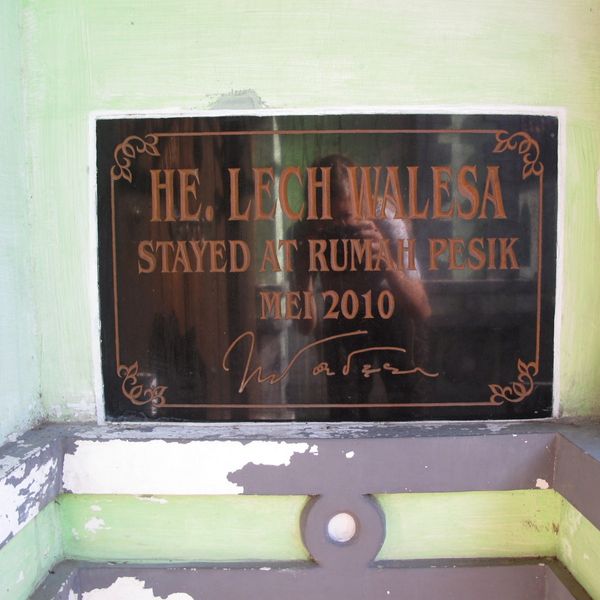 HE. LECH WALESA
STAYED AT RUMAH PESIK
MEI 2010